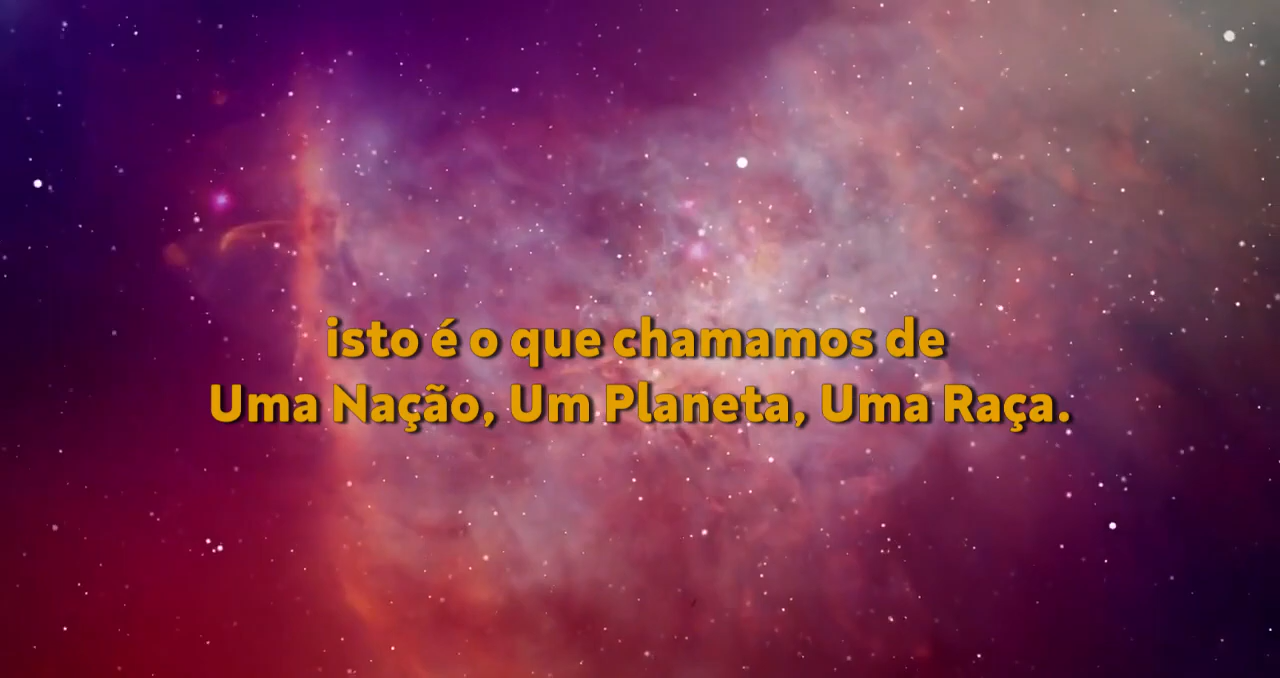 isto é o que chamamos de
Uma Nação, Um Planeta, Uma Raça.